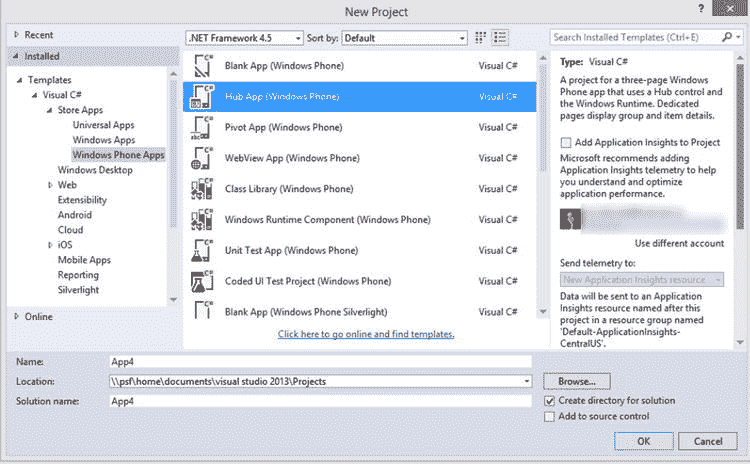 New Project
Recent
.NET Framework 4.5
Sort by: Default
Search Installed Templates (Ctrl+E)
Installed
Templates
Visual C#
Store Apps
Universal Apps
Windows Apps
Windows Phone Apps
Windows Desktop
Web
Extensibility
Android
Cloud
iOS
Mobile Apps
Reporting
Silverlight
Online
Blank App (Windows Phone) Visual C#
Hub App (Windows Phone) Visual C#
Pivot App (Windows Phone) Visual C#
WebView App (Windows Phone) Visual C#
Class Library (Windows Phone) Visual C#
Windows Runtime Component (Windows Phone) Visual C#
Unit Test App (Windows Phone) Visual C#
Coded UI Test Project (Windows Phone) Visual C#
Blank App (Windows Phone Silverlight) Visual C#
Click here to go online and find templates.
Type: Visual C#
A project for a three-page Windows
Phone app that uses a Hub control and
the Windows Runtime. Dedicated
pages display group and item details.
Add Application Insights to Project
Microsoft recommends adding
Application Insights telemetry to help
you understand and optimize
application performance.
Use different account
Send telemetry to:
New Application Insights resource
Data will be sent to an Application
Insights resource named after this
project in a resource group named
'Default-ApplicationInsights-
CentralUS'.
Name: App4
Location: \\psf\home\documents\visual studio 2013\Projects
Browse...
Solution name: App4
Create directory for solution
Add to source control
OK
Cancel